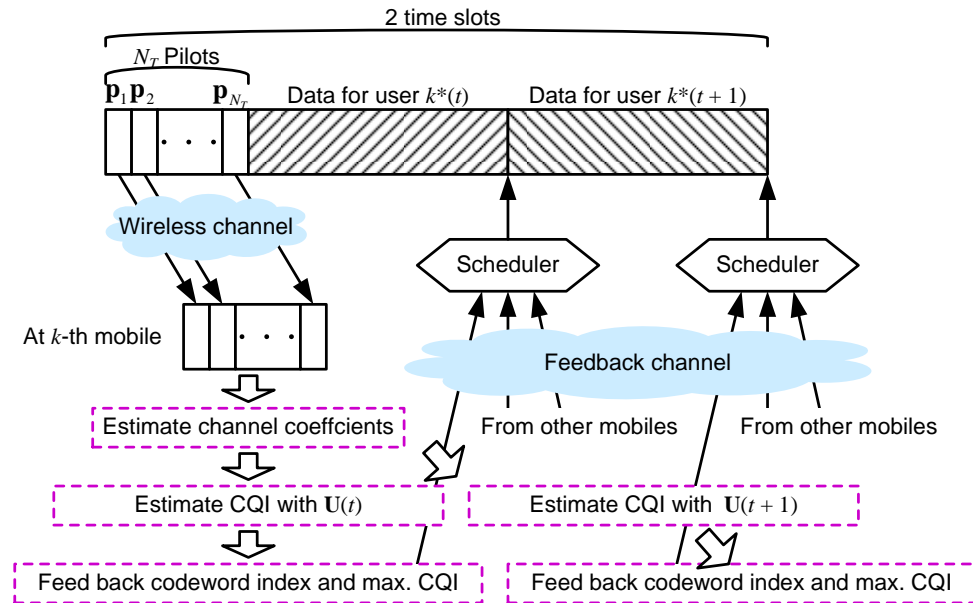 2 time slots
N_T Pilots
p_1 p_2 p_{N_T}
Data for user k*(t) Data for user k*(t + 1)
· · ·
Wireless channel
Scheduler Scheduler
At k-th mobile
· · ·
Feedback channel
Estimate channel coeffcients
From other mobiles From other mobiles
Estimate CQI with U(t) Estimate CQI with U(t + 1)
Feed back codeword index and max. CQI Feed back codeword index and max. CQI